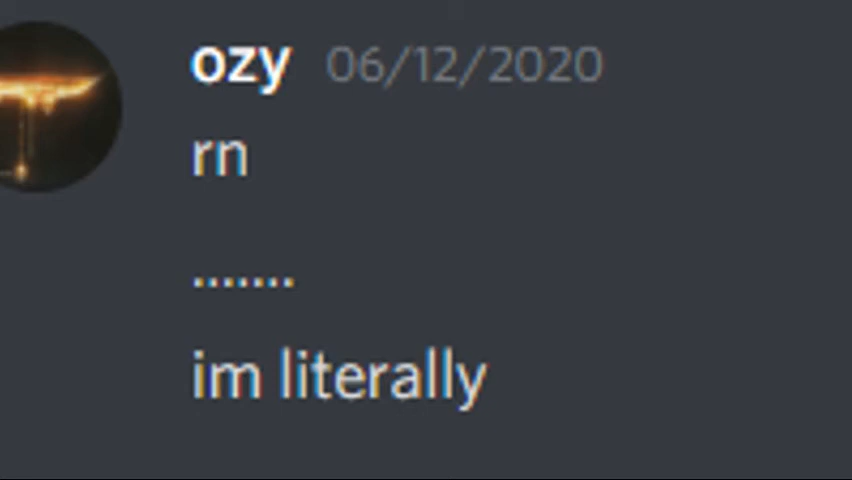 ozy 06/12/2020
rn
.......
im literally